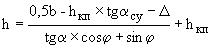 h = (0,5b - h_кп × tgα_су − Δ) / (tgα × cosφ + sin φ) + h_кп